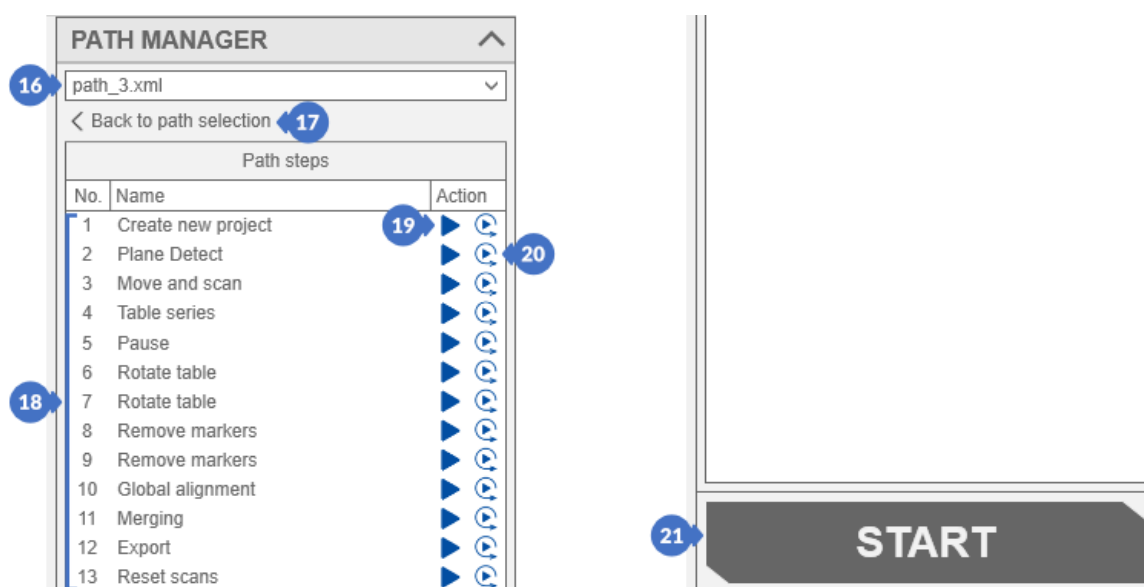 PATH MANAGER
16
path_3.xml
Back to path selection
17
Path steps
No. Name Action
1 Create new project
19
2 Plane Detect
20
3 Move and scan
4 Table series
5 Pause
6 Rotate table
7 Rotate table
18
8 Remove markers
9 Remove markers
10 Global alignment
11 Merging
12 Export
13 Reset scans
21
START